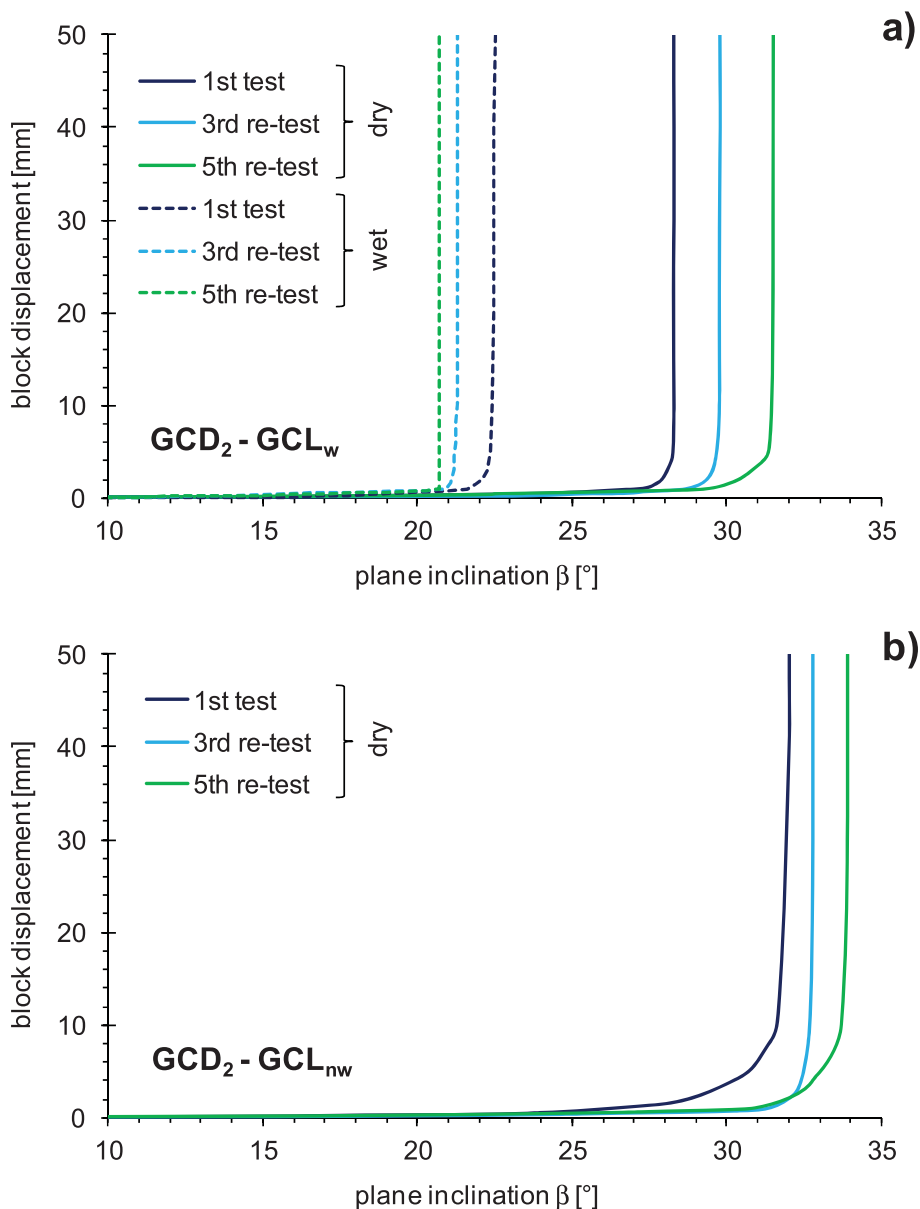 a)
50
40
30
20
10
0
block displacement [mm]
1st test
3rd re-test
5th re-test
dry
1st test
3rd re-test
5th re-test
wet
GCD₂ - GCLw
10 15 20 25 30 35
plane inclination β [°]
b)
50
40
30
20
10
0
block displacement [mm]
1st test
3rd re-test
5th re-test
dry
GCD₂ - GCLnw
10 15 20 25 30 35
plane inclination β [°]